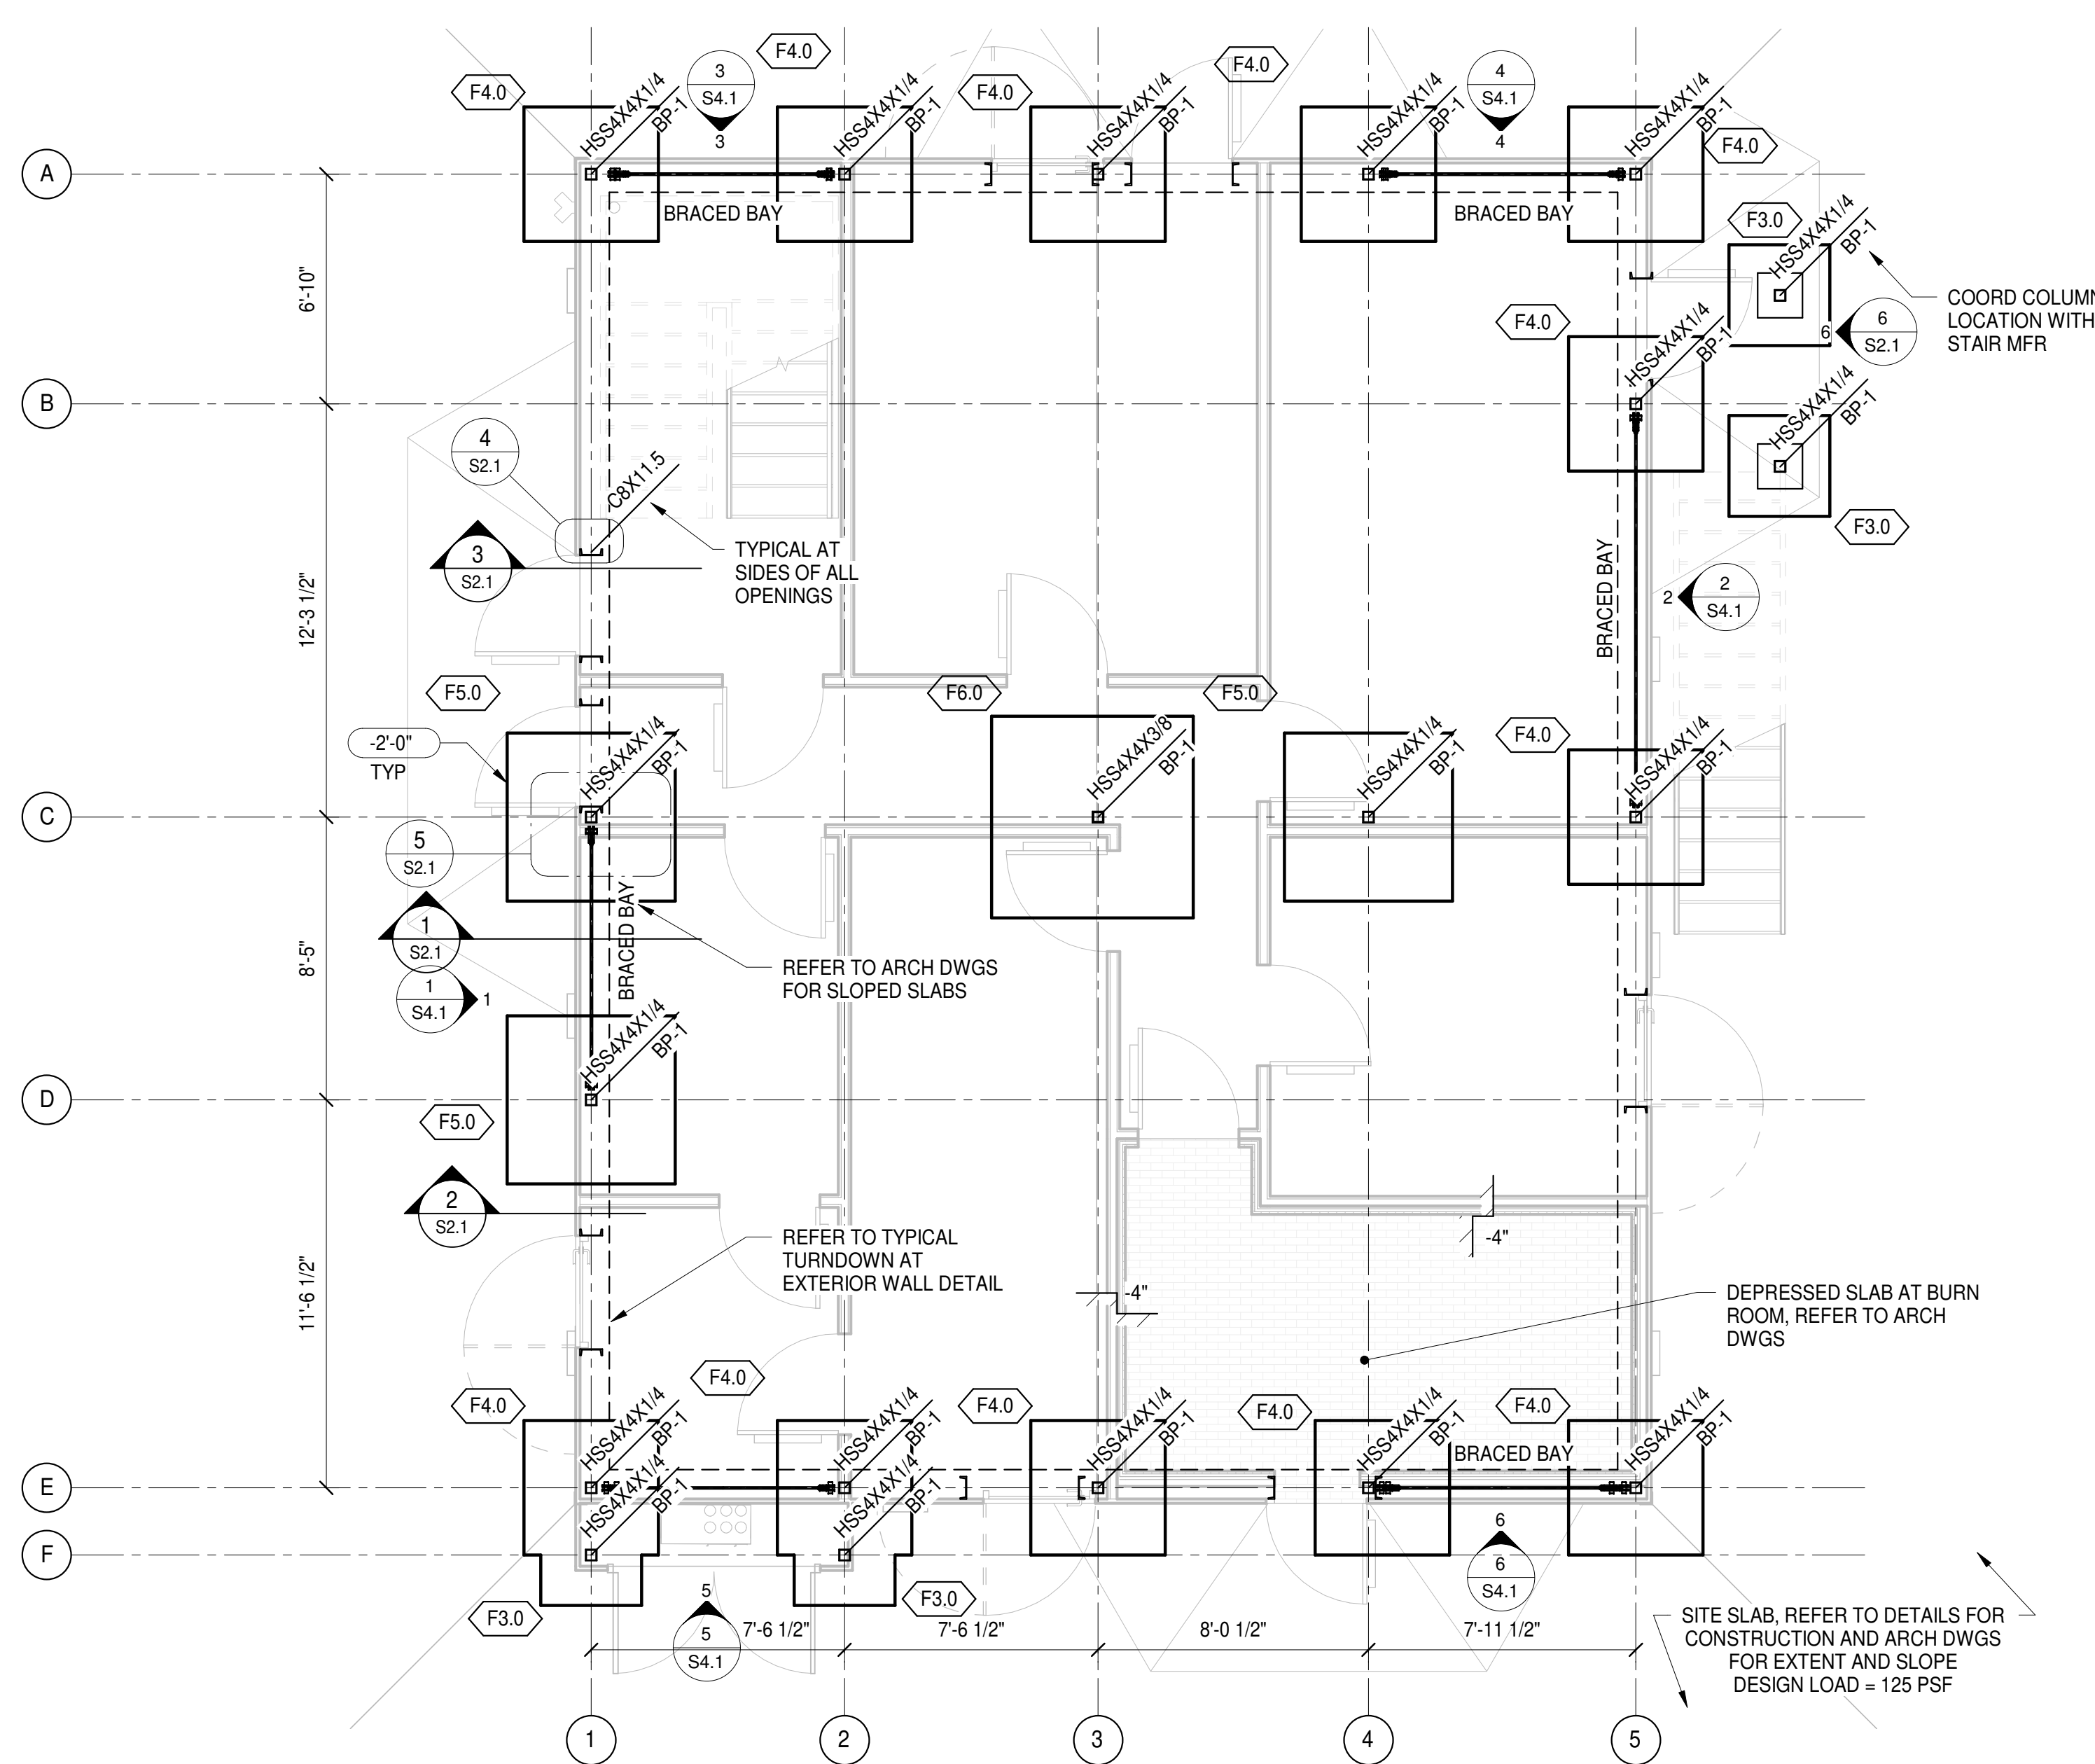 F4.0
3
S4.1
3
F4.0
F4.0
F4.0
4
S4.1
4
F4.0
HSS4X4X1/4
BP-1
HSS4X4X1/4
BP-1
HSS4X4X1/4
BP-1
HSS4X4X1/4
BP-1
HSS4X4X1/4
BP-1
A
BRACED BAY
BRACED BAY
F3.0
HSS4X4X1/4
BP-1
6'-10"
COORD COLUMN
LOCATION WITH
STAIR MFR
F4.0
HSS4X4X1/4
BP-1
6
6
S2.1
B
HSS4X4X1/4
BP-1
F3.0
4
S2.1
C8X11.5
3
S2.1
TYPICAL AT
SIDES OF ALL
OPENINGS
12'-3 1/2"
BRACED BAY
2
2
S4.1
F5.0
F6.0
F5.0
F4.0
-2'-0"
TYP
HSS4X4X1/4
BP-1
HSS4X4X3/8
BP-1
HSS4X4X1/4
BP-1
HSS4X4X1/4
BP-1
C
5
S2.1
1
S2.1
1
S4.1
1
BRACED BAY
8'-5"
REFER TO ARCH DWGS
FOR SLOPED SLABS
HSS4X4X1/4
BP-1
D
F5.0
2
S2.1
REFER TO TYPICAL
TURNDOWN AT
EXTERIOR WALL DETAIL
11'-6 1/2"
-4"
-4"
DEPRESSED SLAB AT BURN
ROOM, REFER TO ARCH
DWGS
F4.0
F4.0
F4.0
F4.0
F4.0
HSS4X4X1/4
BP-1
HSS4X4X1/4
BP-1
HSS4X4X1/4
BP-1
HSS4X4X1/4
BP-1
HSS4X4X1/4
BP-1
BRACED BAY
E
HSS4X4X1/4
BP-1
HSS4X4X1/4
BP-1
F
6
6
S4.1
F3.0
F3.0
5
5
S4.1
7'-6 1/2"
7'-6 1/2"
8'-0 1/2"
7'-11 1/2"
SITE SLAB, REFER TO DETAILS FOR
CONSTRUCTION AND ARCH DWGS
FOR EXTENT AND SLOPE
DESIGN LOAD = 125 PSF
1
2
3
4
5